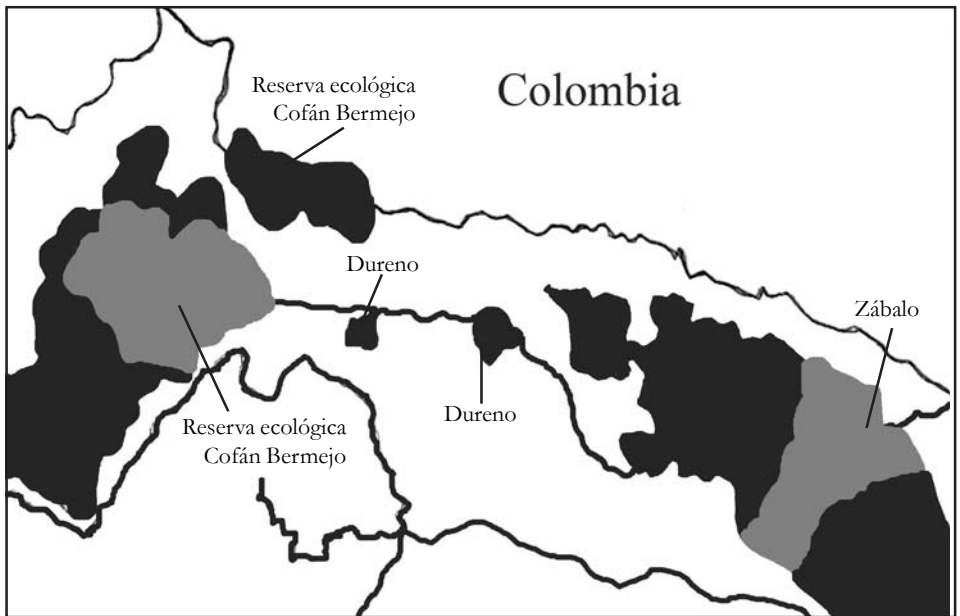 Reserva ecológica
Cofán Bermejo
Colombia
Dureno
Zábalo
Dureno
Reserva ecológica
Cofán Bermejo